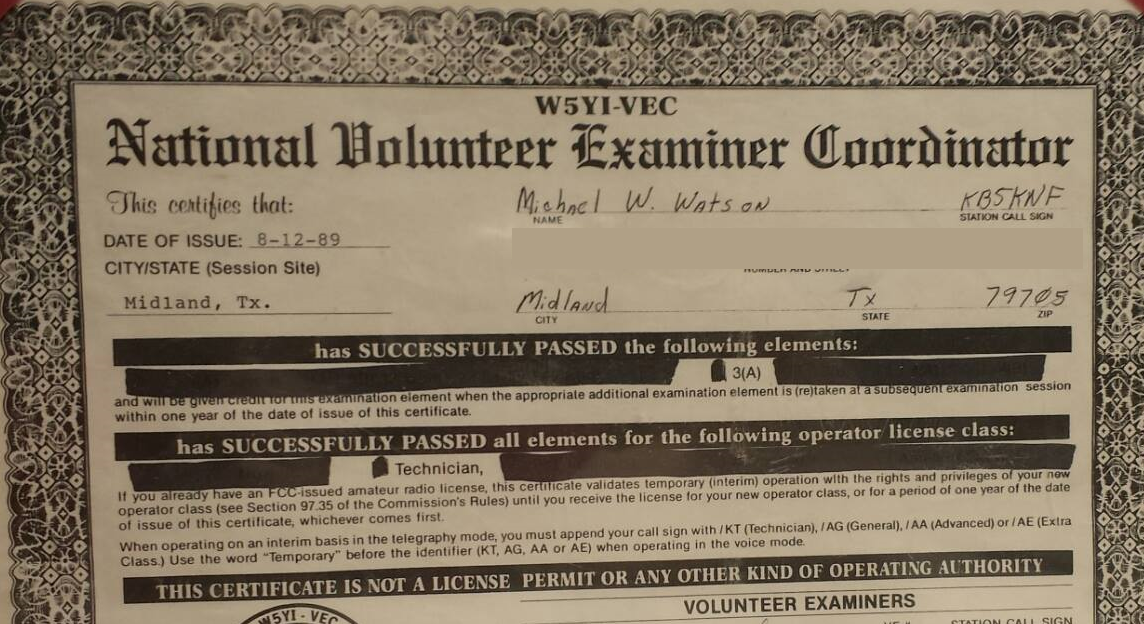 W5YI-VEC
National Volunteer Examiner Coordinator
This certifies that: Michael W. Watson KB5KNF
NAME STATION CALL SIGN
DATE OF ISSUE: 8-12-89
CITY/STATE (Session Site) NUMBER AND STREET
Midland, Tx. Midland Tx 79705
CITY STATE ZIP
has SUCCESSFULLY PASSED the following elements:
3(A)
and will be given credit for this examination element when the appropriate additional examination element is (re)taken at a subsequent examination session
within one year of the date of issue of this certificate.
has SUCCESSFULLY PASSED all elements for the following operator license class:
Technician,
If you already have an FCC-issued amateur radio license, this certificate validates temporary (interim) operation with the rights and privileges of your new
operator class (see Section 97.35 of the Commission's Rules) until you receive the license for your new operator class, or for a period of one year of the date
of issue of this certificate, whichever comes first.
When operating on an interim basis in the telegraphy mode, you must append your call sign with /KT (Technician), /AG (General), /AA (Advanced) or /AE (Extra
Class.) Use the word "Temporary" before the identifier (KT, AG, AA or AE) when operating in the voice mode.
THIS CERTIFICATE IS NOT A LICENSE PERMIT OR ANY OTHER KIND OF OPERATING AUTHORITY
VOLUNTEER EXAMINERS
W5YI-VEC
STATION CALL SIGN